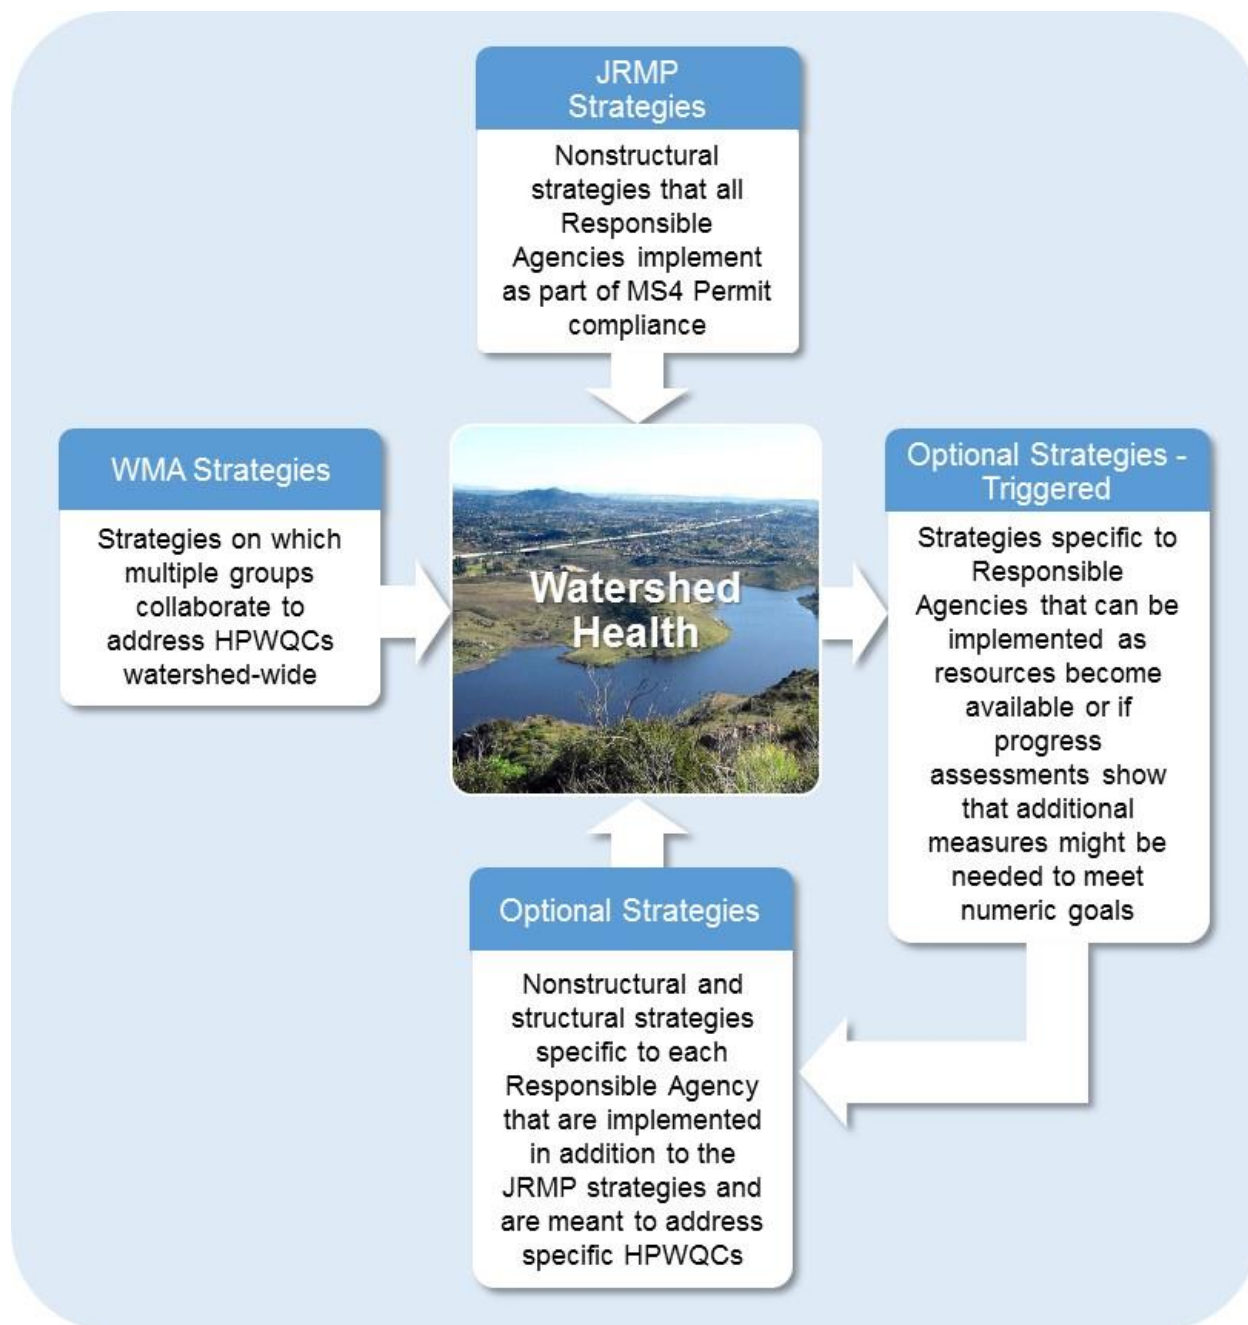 JRMP
Strategies
Nonstructural
strategies that all
Responsible
Agencies implement
as part of MS4 Permit
compliance
WMA Strategies
Strategies on which
multiple groups
collaborate to
address HPWQCs
watershed-wide
Watershed
Health
Optional Strategies -
Triggered
Strategies specific to
Responsible
Agencies that can be
implemented as
resources become
available or if
progress
assessments show
that additional
measures might be
needed to meet
numeric goals
Optional Strategies
Nonstructural and
structural strategies
specific to each
Responsible Agency
that are implemented
in addition to the
JRMP strategies and
are meant to address
specific HPWQCs